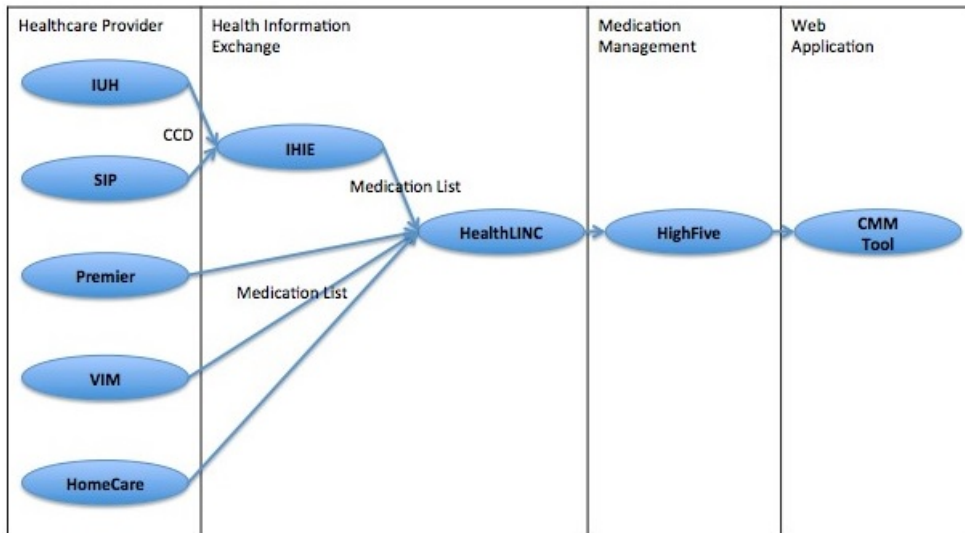 Healthcare Provider
Health Information
Exchange
Medication
Management
Web
Application
IUH
CCD
IHIE
SIP
Medication List
HealthLINC
HighFive
CMM
Tool
Premier
Medication List
VIM
HomeCare